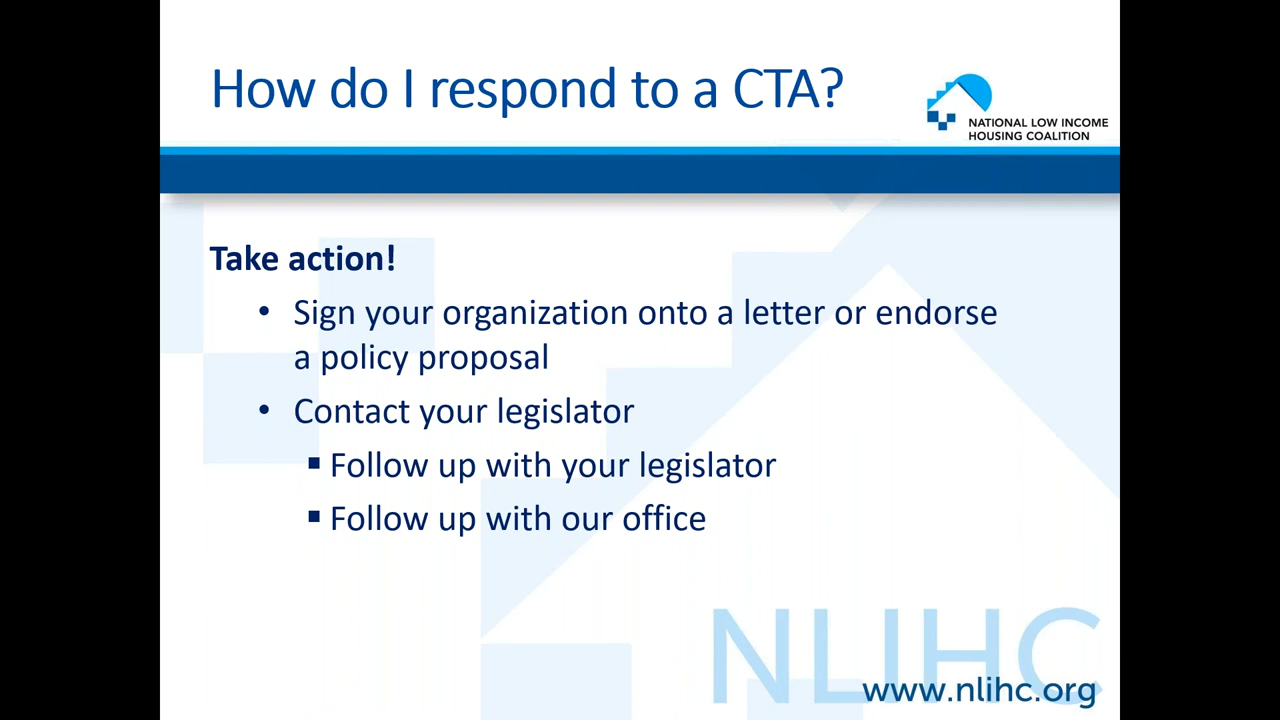 How do I respond to a CTA?
NATIONAL LOW INCOME
HOUSING COALITION
Take action!
• Sign your organization onto a letter or endorse
a policy proposal
• Contact your legislator
▪ Follow up with your legislator
▪ Follow up with our office
NLIHC
www.nlihc.org